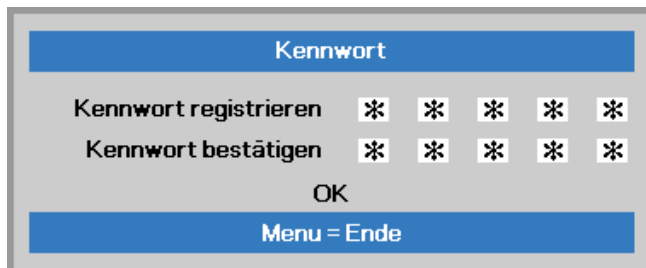 Kennwort
Kennwort registrieren * * * * *
Kennwort bestätigen * * * * *
OK
Menu = Ende